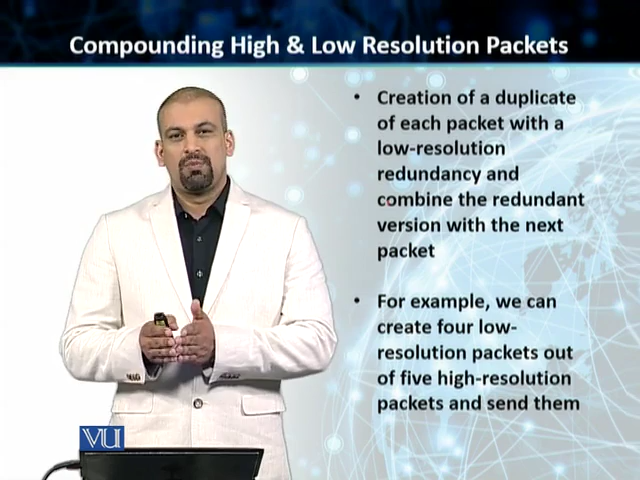 Compounding High & Low Resolution Packets
• Creation of a duplicate
of each packet with a
low-resolution
redundancy and
combine the redundant
version with the next
packet
• For example, we can
create four low-
resolution packets out
of five high-resolution
packets and send them
VU